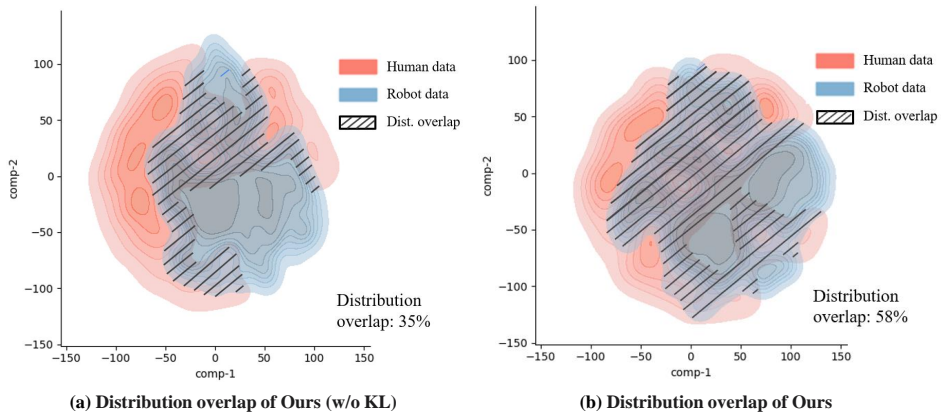 100
50
0
−50
−100
−150
comp-2
−150
−100
−50
0
50
100
150
comp-1
Human data
Robot data
Dist. overlap
Distribution
overlap: 35%
(a) Distribution overlap of Ours (w/o KL)
100
50
0
−50
−100
−150
comp-2
−150
−100
−50
0
50
100
150
comp-1
Human data
Robot data
Dist. overlap
Distribution
overlap: 58%
(b) Distribution overlap of Ours